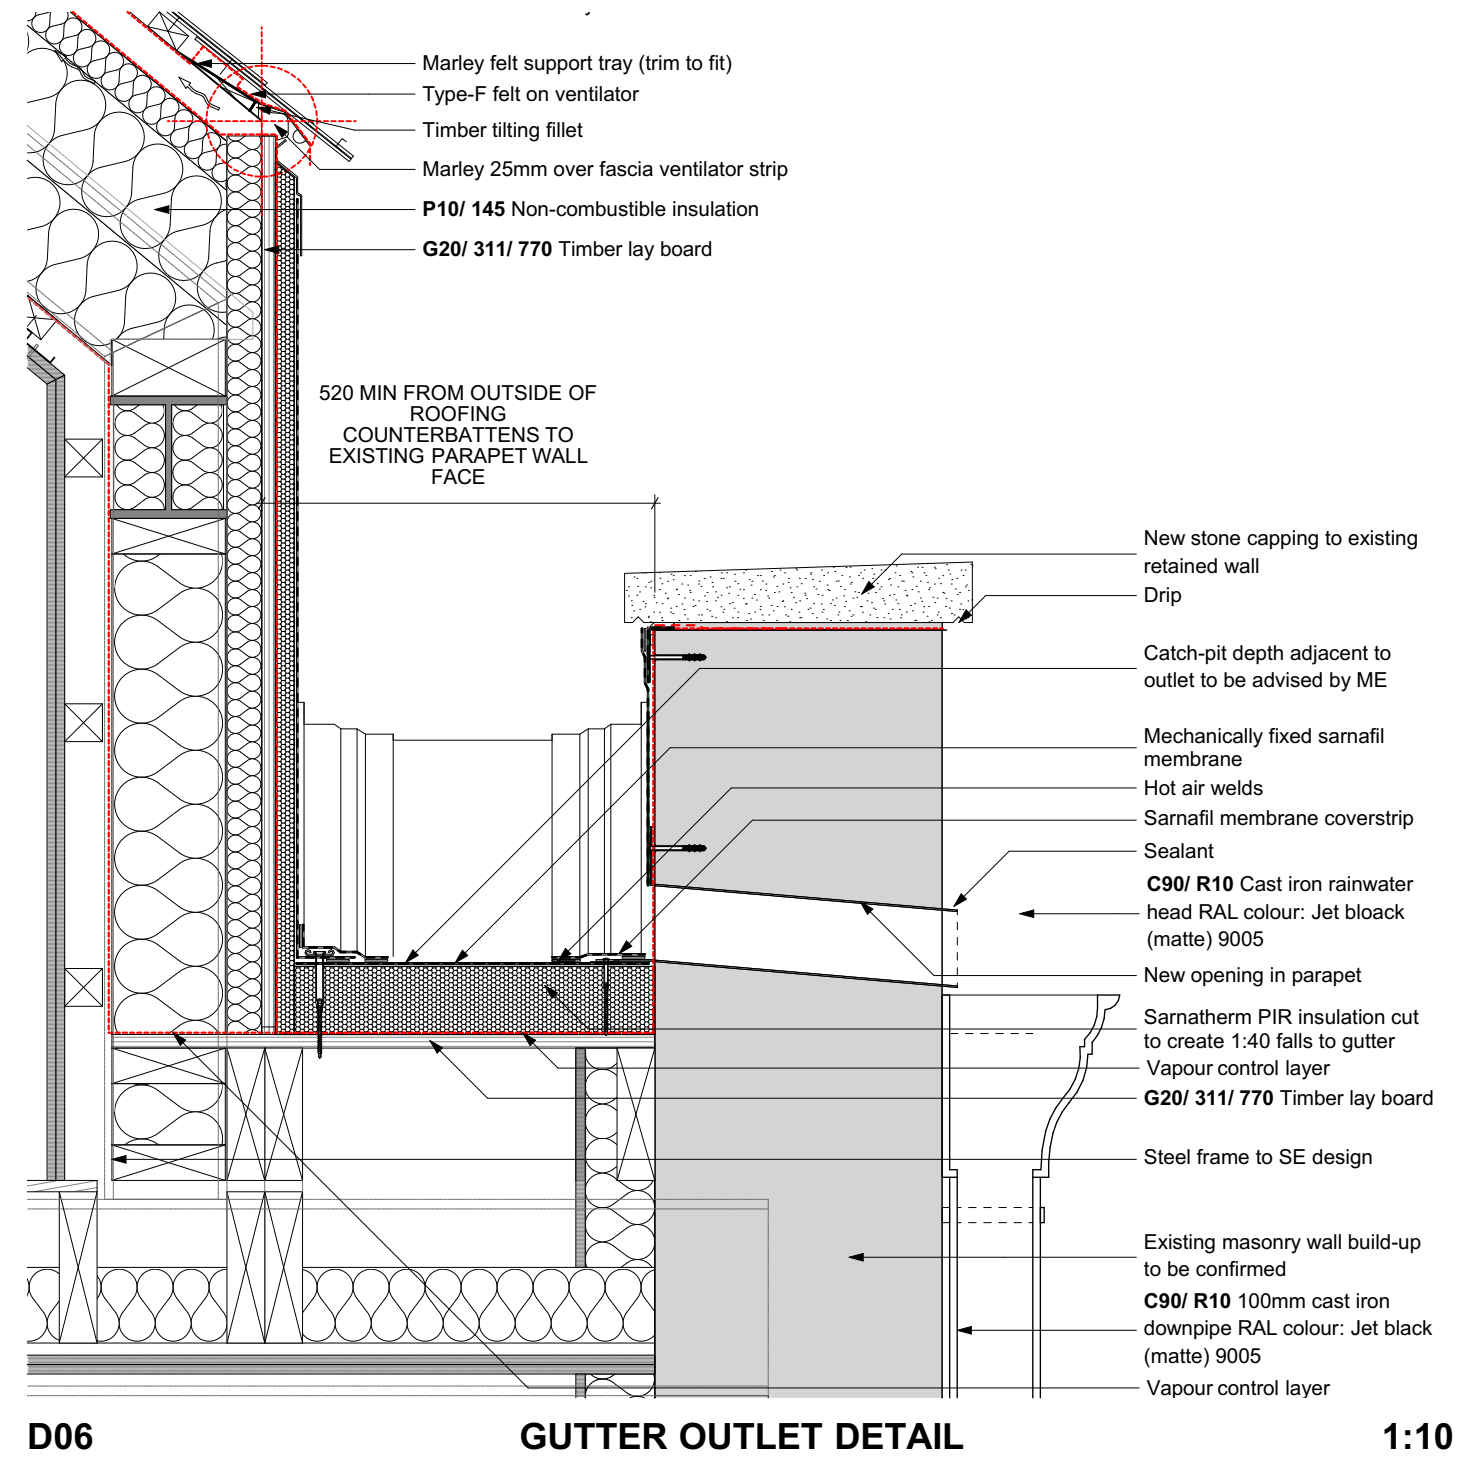 Marley felt support tray (trim to fit)
Type-F felt on ventilator
Timber tilting fillet
Marley 25mm over fascia ventilator strip
P10/ 145 Non-combustible insulation
G20/ 311/ 770 Timber lay board
520 MIN FROM OUTSIDE OF
ROOFING
COUNTERBATTENS TO
EXISTING PARAPET WALL
FACE
New stone capping to existing
retained wall
Drip
Catch-pit depth adjacent to
outlet to be advised by ME
Mechanically fixed sarnafil
membrane
Hot air welds
Sarnafil membrane coverstrip
Sealant
C90/ R10 Cast iron rainwater
head RAL colour: Jet bloack
(matte) 9005
New opening in parapet
Sarnatherm PIR insulation cut
to create 1:40 falls to gutter
Vapour control layer
G20/ 311/ 770 Timber lay board
Steel frame to SE design
Existing masonry wall build-up
to be confirmed
C90/ R10 100mm cast iron
downpipe RAL colour: Jet black
(matte) 9005
Vapour control layer
D06
GUTTER OUTLET DETAIL
1:10